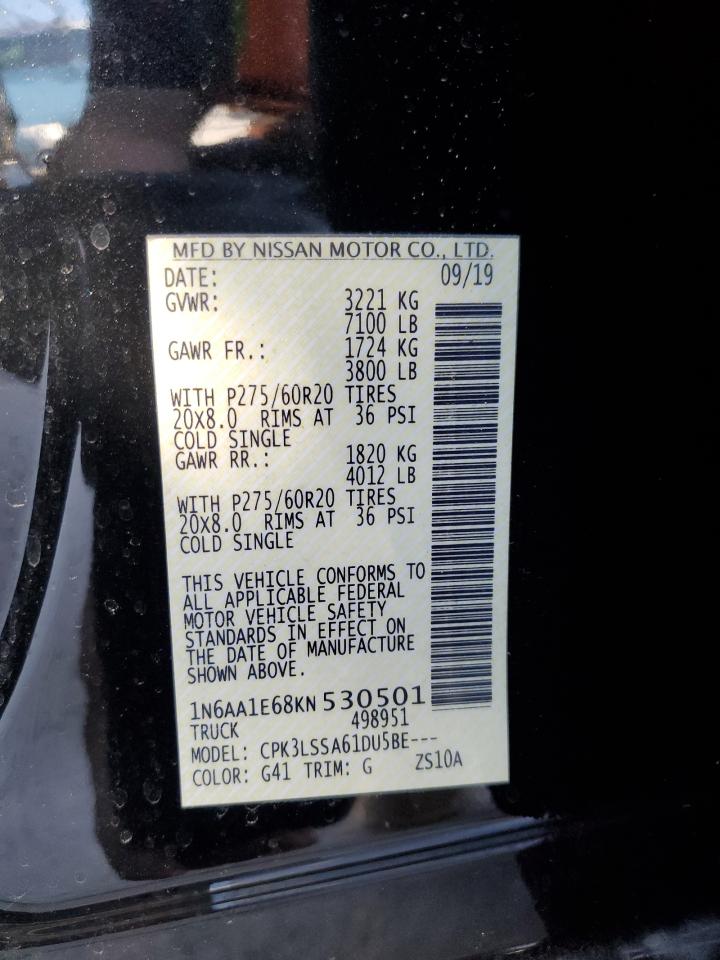 MFD BY NISSAN MOTOR CO., LTD.
DATE: 09/19
GVWR: 3221 KG
7100 LB
GAWR FR.: 1724 KG
3800 LB
WITH P275/60R20 TIRES
20X8.0 RIMS AT 36 PSI
COLD SINGLE
GAWR RR.: 1820 KG
4012 LB
WITH P275/60R20 TIRES
20X8.0 RIMS AT 36 PSI
COLD SINGLE
THIS VEHICLE CONFORMS TO
ALL APPLICABLE FEDERAL
MOTOR VEHICLE SAFETY
STANDARDS IN EFFECT ON
THE DATE OF MANUFACTURE
SHOWN ABOVE.
1N6AA1E68KN 530501
TRUCK 498951
MODEL: CPK3LSSA61DU5BE---
COLOR: G41 TRIM: G ZS10A